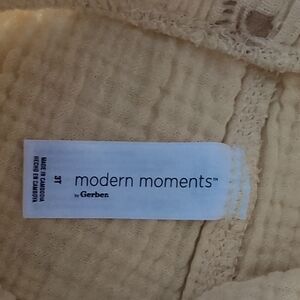 modern moments™
by Gerber.
3T
MADE IN CAMBODIA
HECHO EN CAMBOYA